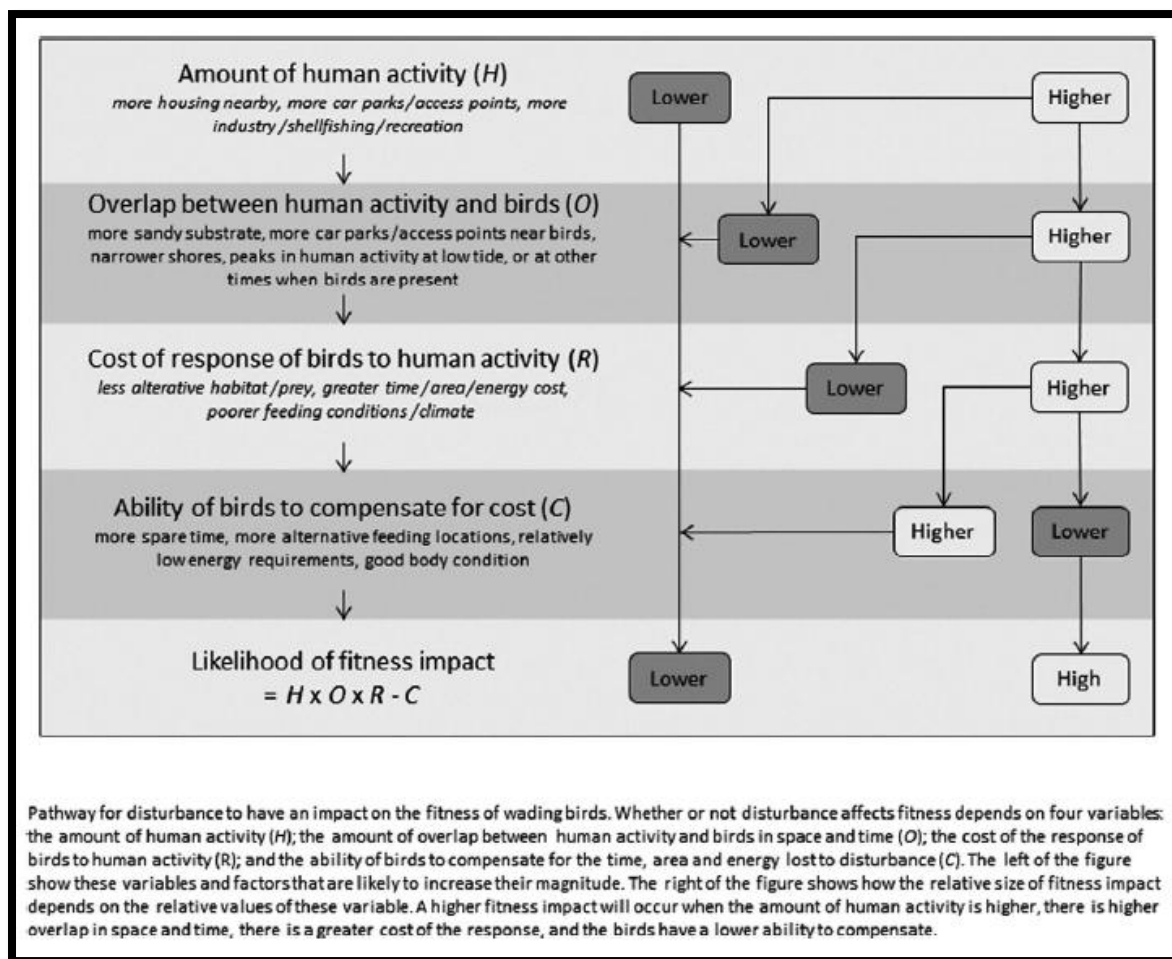 Amount of human activity (H)
more housing nearby, more car parks/access points, more
industry/shellfishing/recreation
Lower
Higher
Overlap between human activity and birds (O)
more sandy substrate, more car parks/access points near birds,
narrower shores, peaks in human activity at low tide, or at other
times when birds are present
Lower
Higher
Cost of response of birds to human activity (R)
less alterative habitat/prey, greater time/area/energy cost,
poorer feeding conditions/climate
Lower
Higher
Ability of birds to compensate for cost (C)
more spare time, more alternative feeding locations, relatively
low energy requirements, good body condition
Higher
Lower
Likelihood of fitness impact
= H x O x R - C
Lower
High
Pathway for disturbance to have an impact on the fitness of wading birds. Whether or not disturbance affects fitness depends on four variables:
the amount of human activity (H); the amount of overlap between human activity and birds in space and time (O); the cost of the response of
birds to human activity (R); and the ability of birds to compensate for the time, area and energy lost to disturbance (C). The left of the figure
show these variables and factors that are likely to increase their magnitude. The right of the figure shows how the relative size of fitness impact
depends on the relative values of these variable. A higher fitness impact will occur when the amount of human activity is higher, there is higher
overlap in space and time, there is a greater cost of the response, and the birds have a lower ability to compensate.